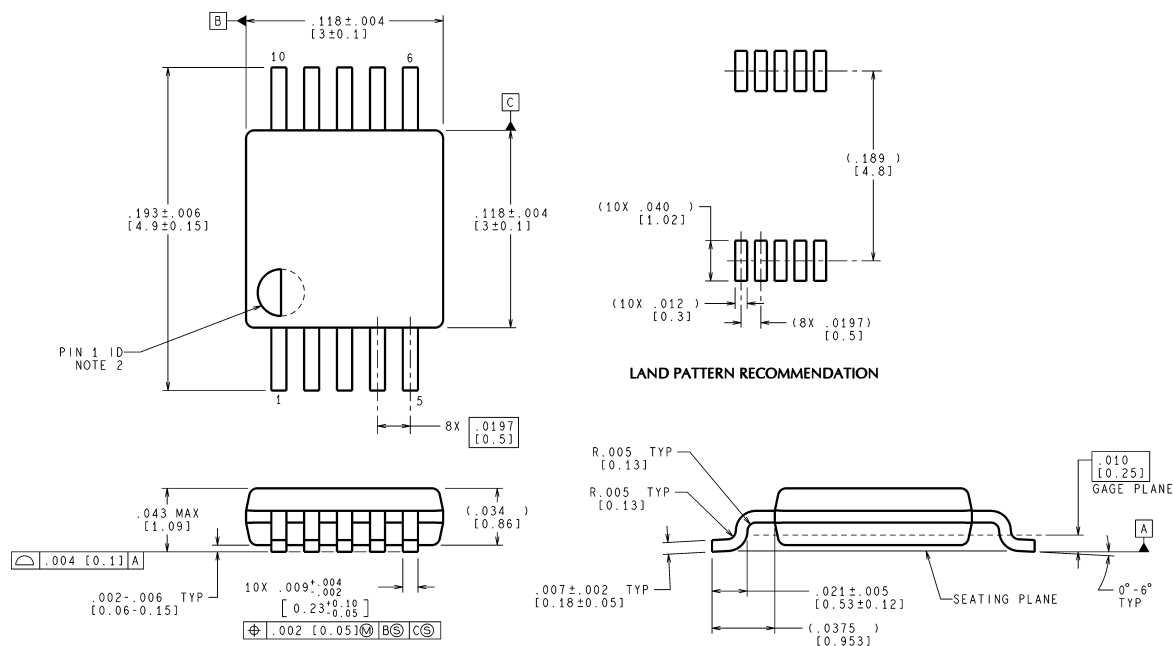 B
.118±.004
[3±0.1]
10
6
C
.193±.006
[4.9±0.15]
.118±.004
[3±0.1]
PIN 1 ID
NOTE 2
1
5
8X .0197
[0.5]
(.189 )
[4.8]
(10X .040 )
[1.02]
(10X .012 )
[0.3]
(8X .0197)
[0.5]
LAND PATTERN RECOMMENDATION
.043 MAX
[1.09]
(.034 )
[0.86]
.004 [0.1] A
.002-.006 TYP
[0.06-0.15]
10X .009+.004
-.002
[ 0.23+0.10
-0.05 ]
⌖ .002 [0.05]Ⓜ BⓈ CⓈ
R.005 TYP
[0.13]
R.005 TYP
[0.13]
.010
[0.25]
GAGE PLANE
A
.007±.002 TYP
[0.18±0.05]
.021±.005
[0.53±0.12]
(.0375 )
[0.953]
SEATING PLANE
0°-6°
TYP